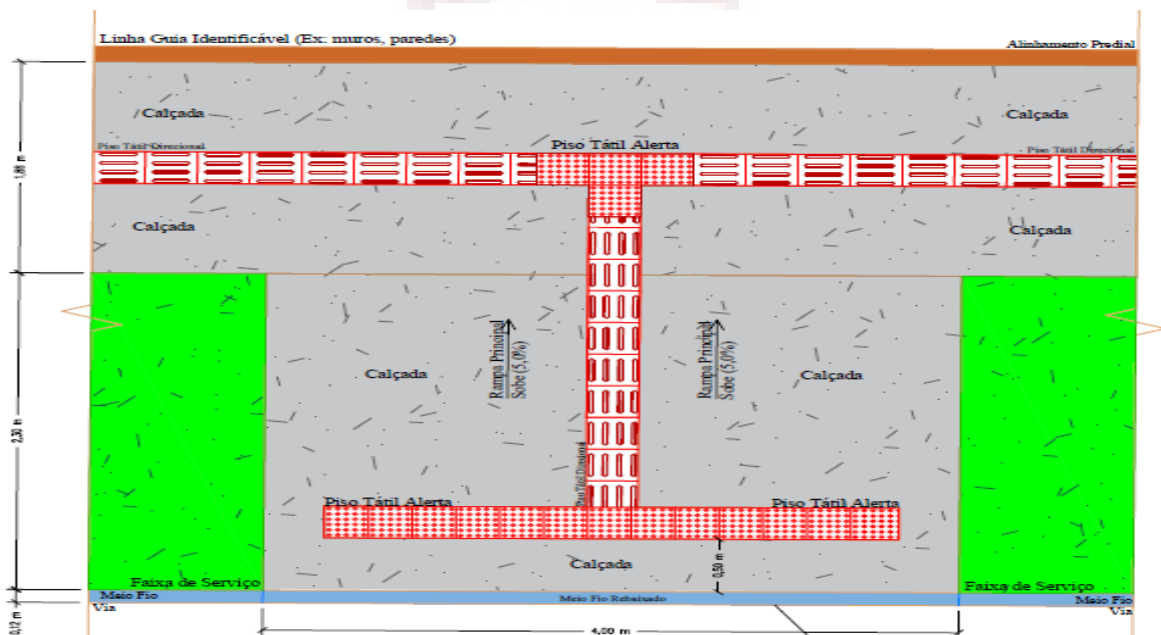 Linha Guia Identificável (Ex: muros, paredes)
Alinhamento Predial
Calçada
Calçada
Piso Tátil Direcional
Piso Tátil Alerta
Piso Tátil Direcional
1,88 m
Calçada
Calçada
Rampa Principal
Sobe (5,0%)
Rampa Principal
Sobe (5,0%)
Calçada
Calçada
2,30 m
Piso Tátil Direcional
Piso Tátil Alerta
Piso Tátil Alerta
Calçada
0,50 m
Faixa de Serviço
Faixa de Serviço
Meio Fio
Meio Fio Rebaixado
Meio Fio
Via
Via
0,12 m
4,00 m